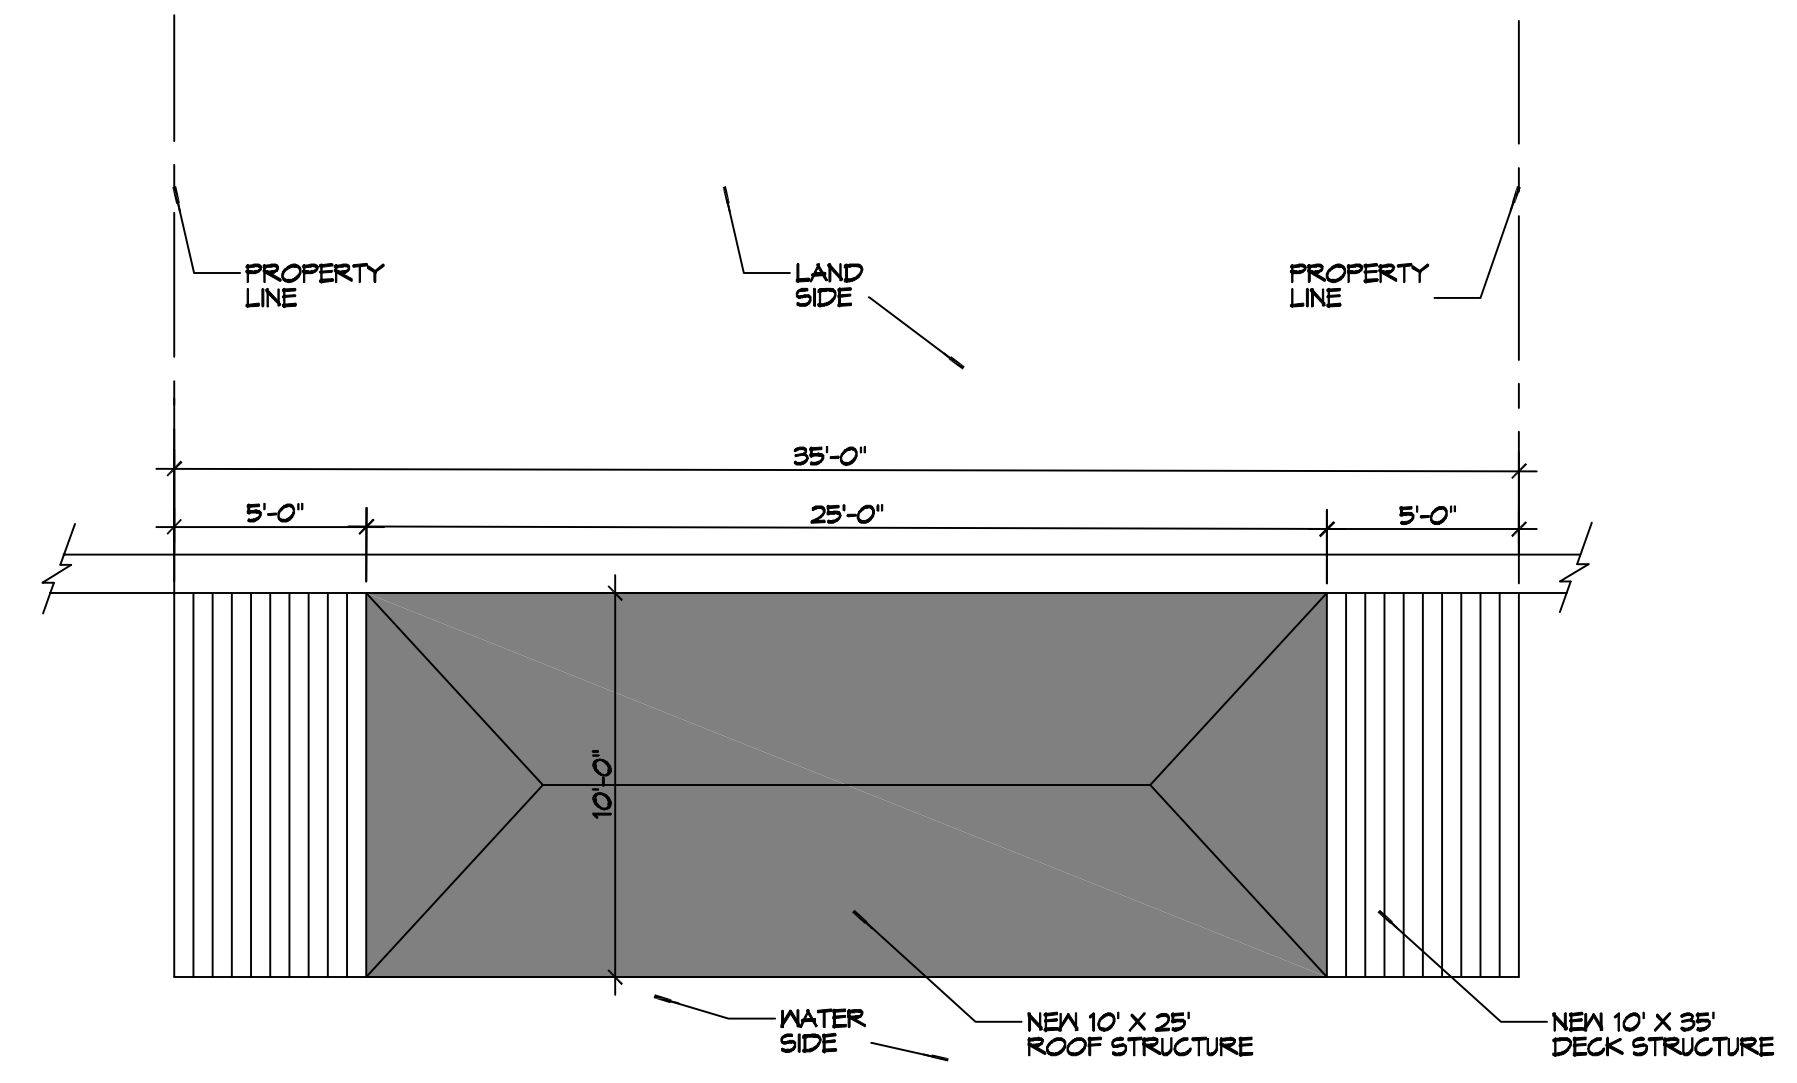 PROPERTY
LINE
LAND
SIDE
PROPERTY
LINE
35'-0"
5'-0"
25'-0"
5'-0"
10'-0"
WATER
SIDE
NEW 10' X 25'
ROOF STRUCTURE
NEW 10' X 35'
DECK STRUCTURE